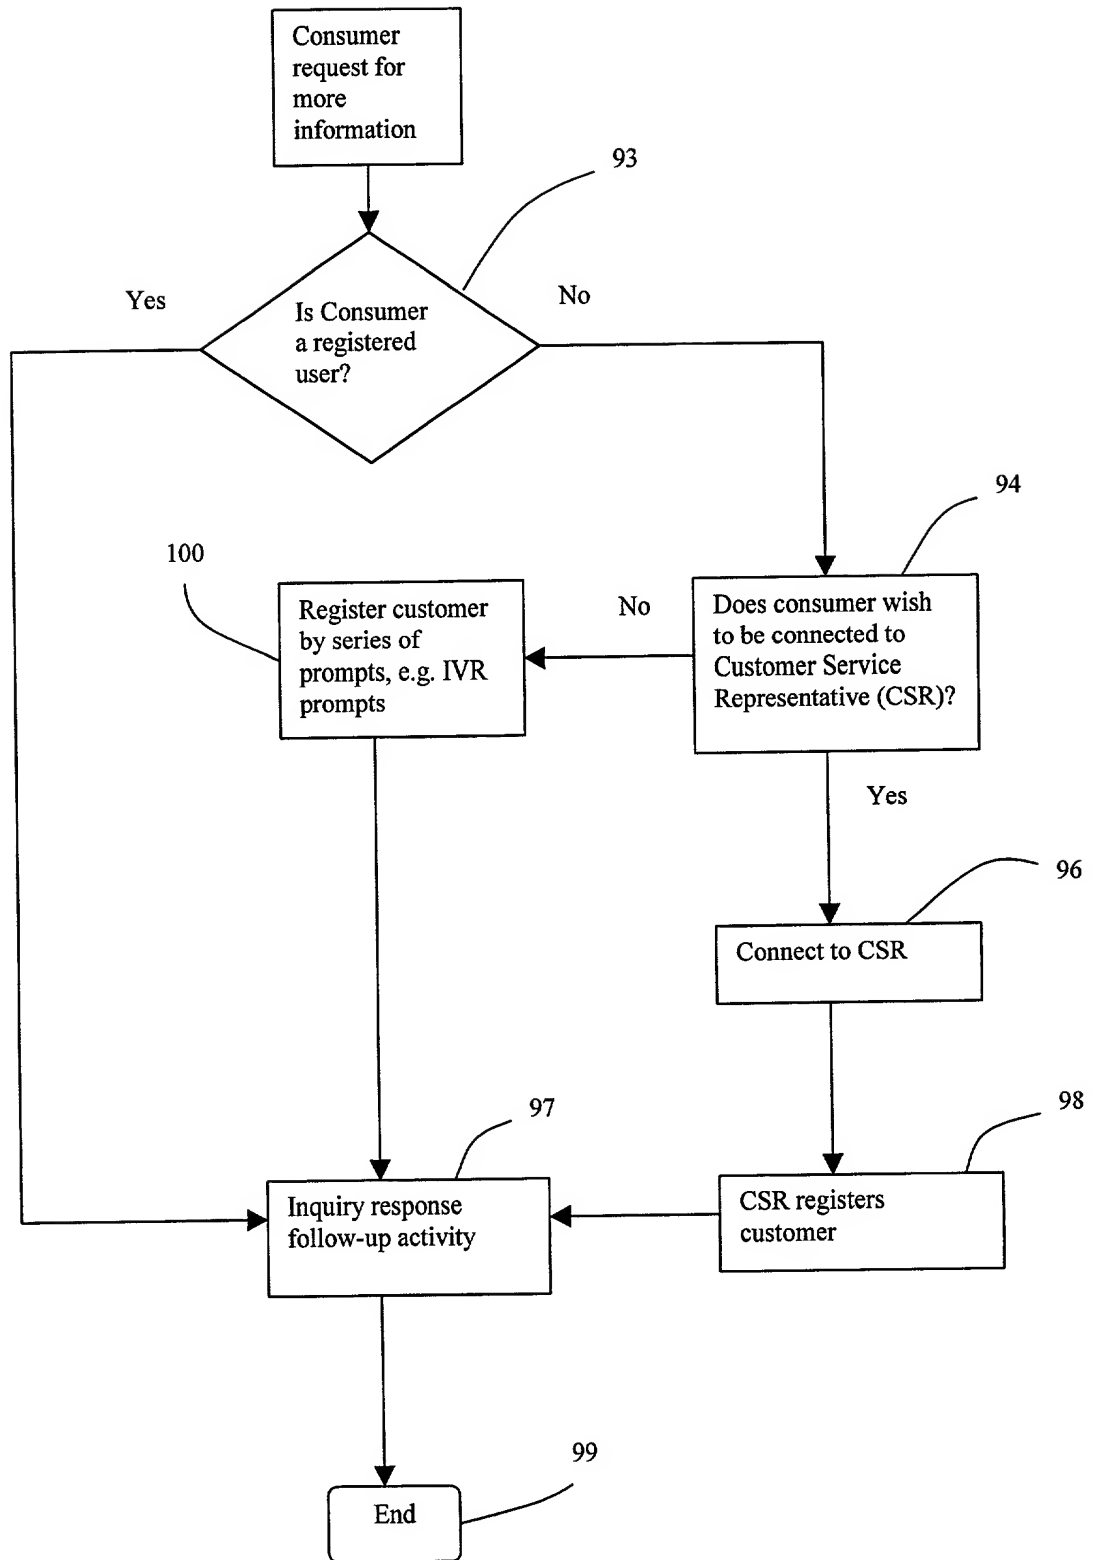 Consumer
request for
more
information
93
Yes
No
Is Consumer
a registered
user?
94
100
Register customer
by series of
prompts, e.g. IVR
prompts
No
Does consumer wish
to be connected to
Customer Service
Representative (CSR)?
Yes
96
Connect to CSR
97
98
Inquiry response
follow-up activity
CSR registers
customer
99
End